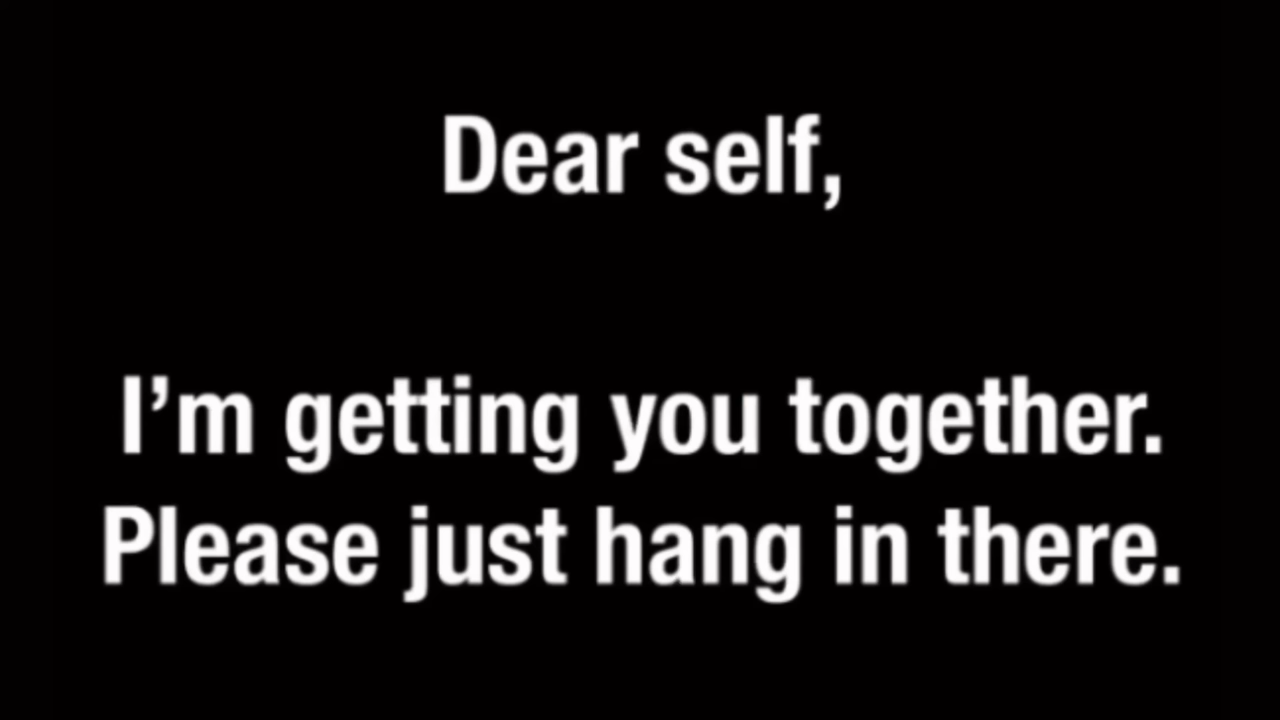 Dear self,
I’m getting you together.
Please just hang in there.